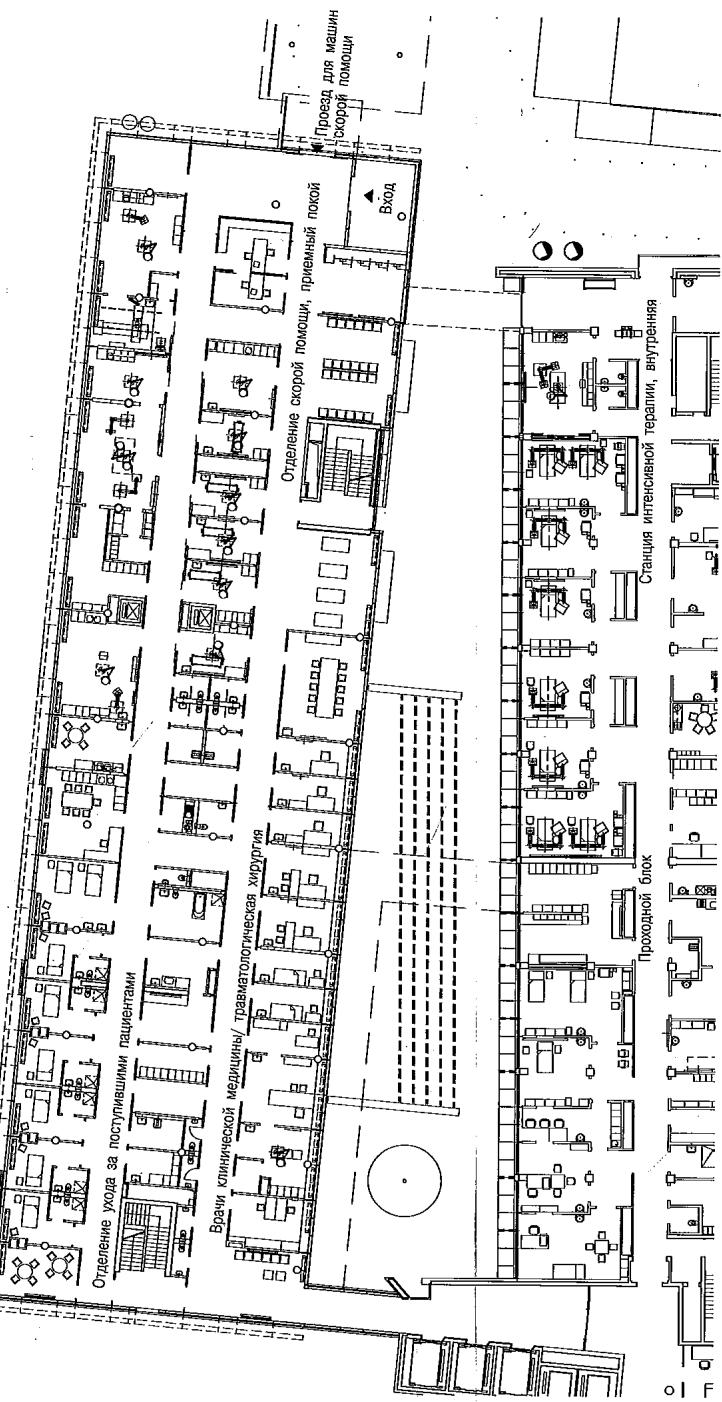 Проезд для машин
скорой помощи
Вход
Отделение скорой помощи, приемный покой
Станция интенсивной терапии, внутренняя
Проходной блок
Врачи клинической медицины/ травматологическая хирургия
Отделение ухода за поступившими пациентами
F